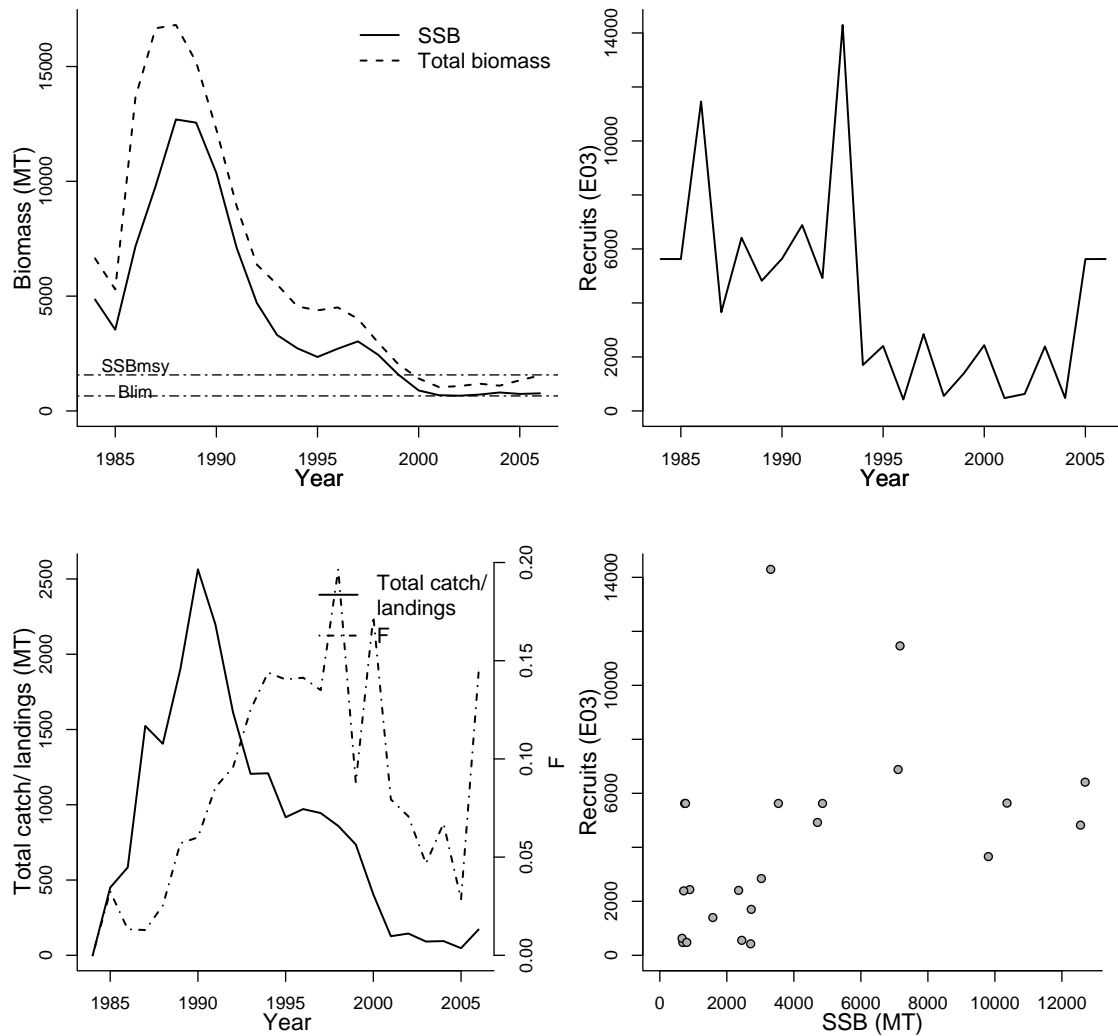 SSB
Total biomass
SSBmsy
Blim
Biomass (MT)
0
5000
10000
15000
1985
1990
1995
2000
2005
Year
Recruits (E03)
0
2000
6000
10000
14000
1985
1990
1995
2000
2005
Year
Total catch/
landings
F
Total catch/ landings (MT)
0
500
1000
1500
2000
2500
F
0.00
0.05
0.10
0.15
0.20
1985
1990
1995
2000
2005
Year
Recruits (E03)
0
2000
6000
10000
14000
0
2000
4000
6000
8000
10000
12000
SSB (MT)